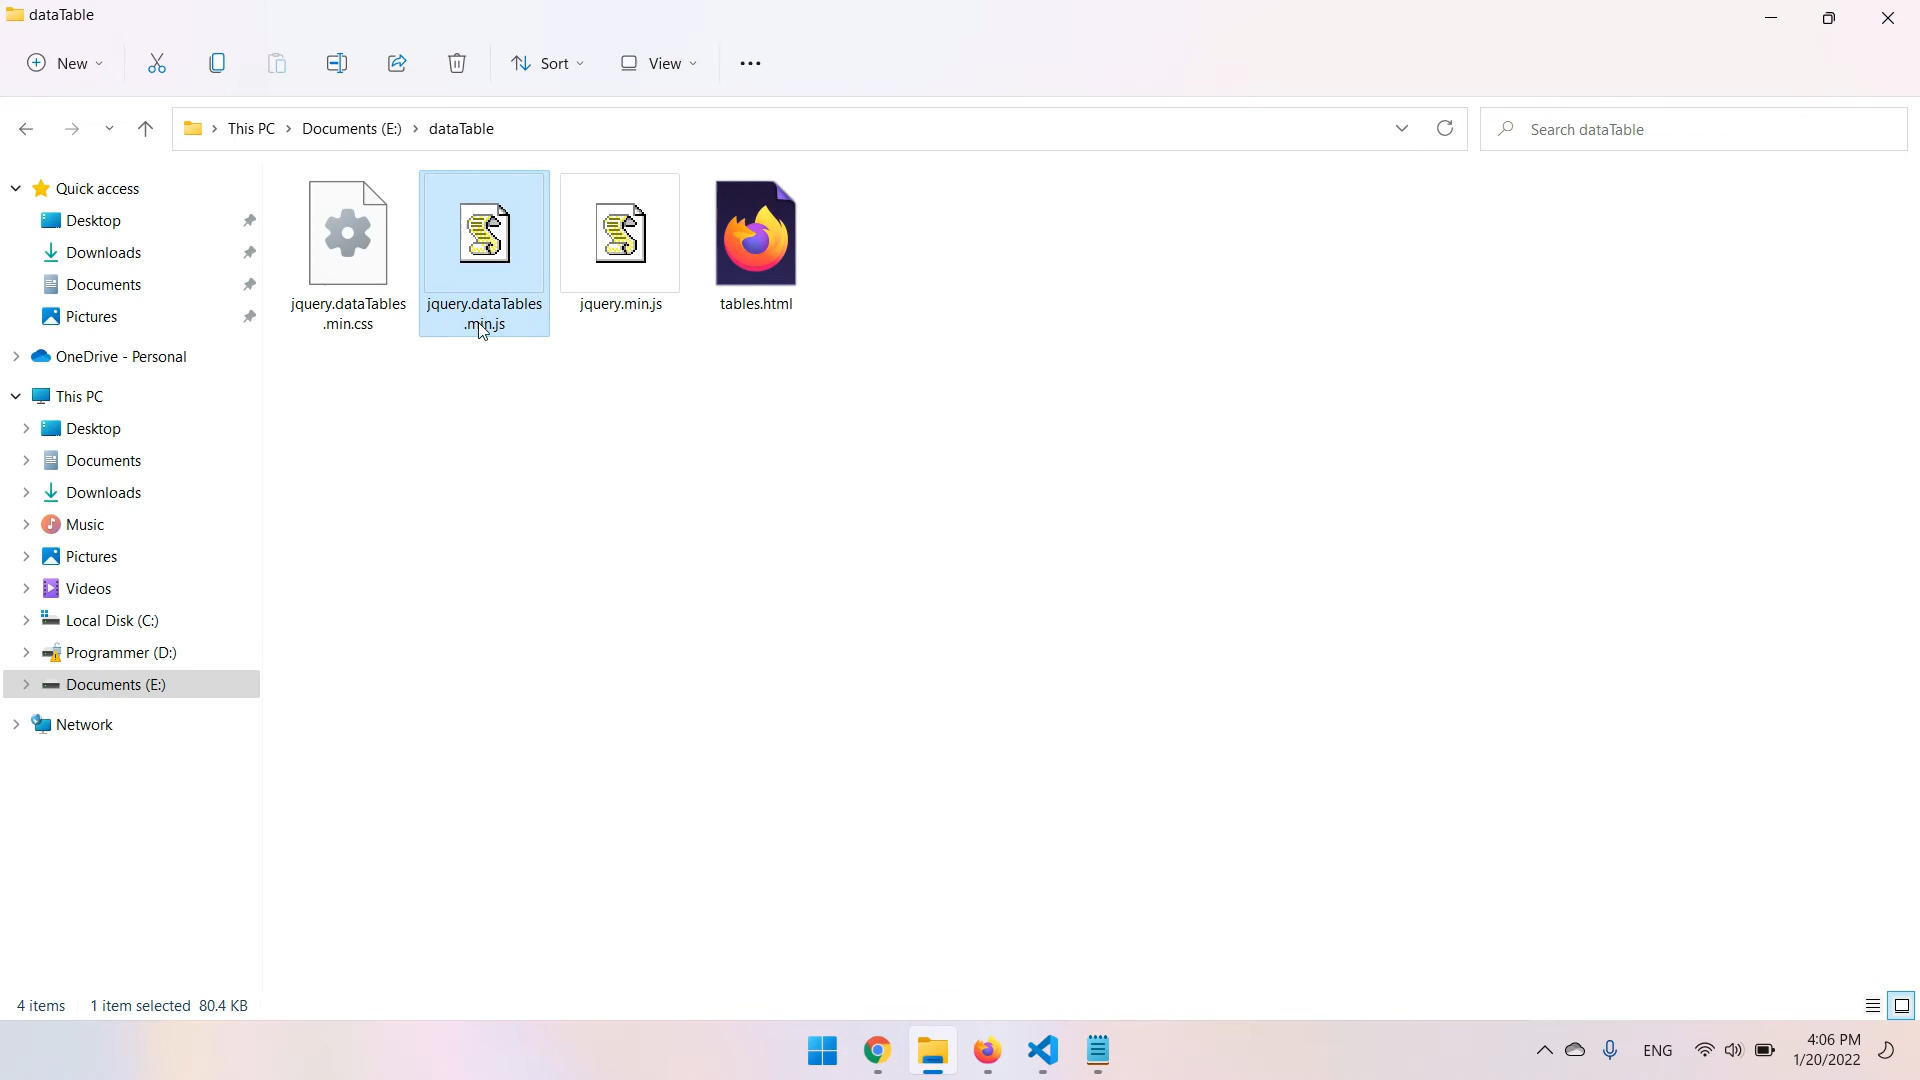 dataTable
New
Sort
View
This PC
Documents (E:)
dataTable
Search dataTable
Quick access
Desktop
Downloads
Documents
Pictures
OneDrive - Personal
This PC
Desktop
Documents
Downloads
Music
Pictures
Videos
Local Disk (C:)
Programmer (D:)
Documents (E:)
Network
jquery.dataTables
.min.css
jquery.dataTables
.min.js
jquery.min.js
tables.html
4 items
1 item selected 80.4 KB
ENG
4:06 PM
1/20/2022